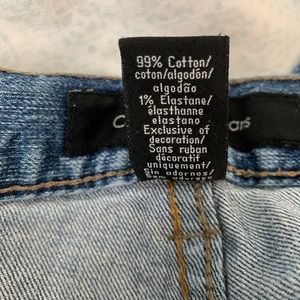 99% Cotton/
coton/algodón/
algodão
1% Elastane/
élasthanne
elastano
Exclusive of
decoration/
Sans ruban
décoratif
uniquement/
Sin adornos/